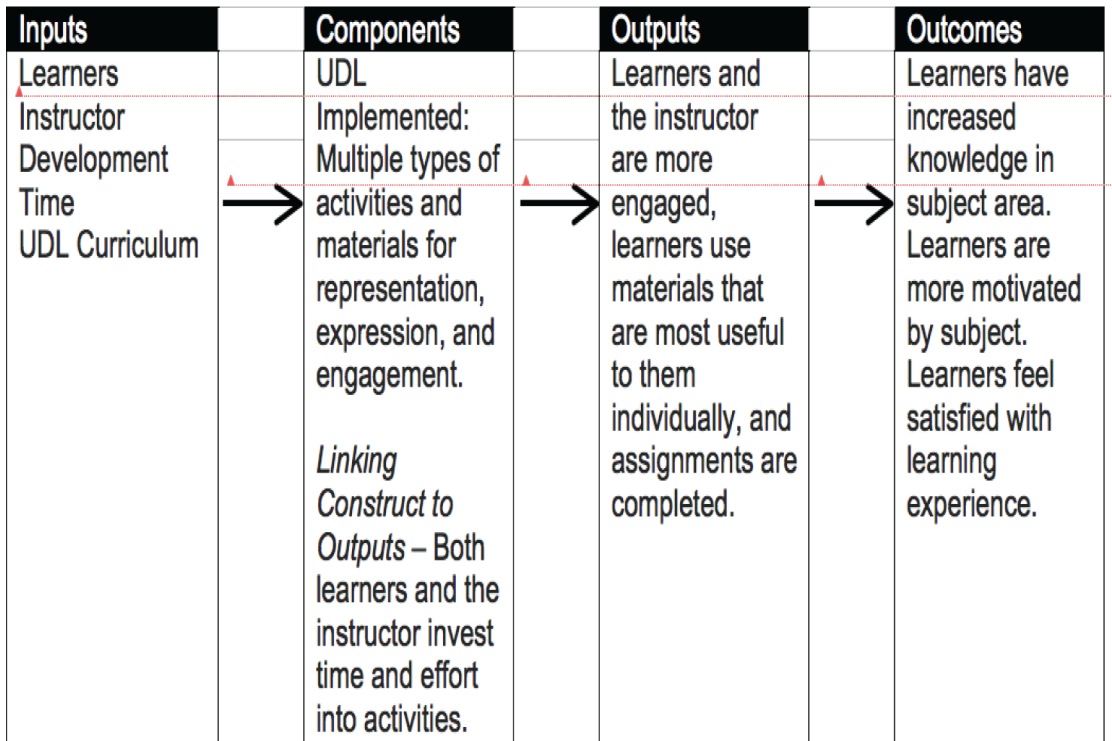 Inputs
Learners
Instructor
Development
Time
UDL Curriculum
Components
UDL
Implemented:
Multiple types of
activities and
materials for
representation,
expression, and
engagement.
Linking
Construct to
Outputs – Both
learners and the
instructor invest
time and effort
into activities.
Outputs
Learners and
the instructor
are more
engaged,
learners use
materials that
are most useful
to them
individually, and
assignments are
completed.
Outcomes
Learners have
increased
knowledge in
subject area.
Learners are
more motivated
by subject.
Learners feel
satisfied with
learning
experience.